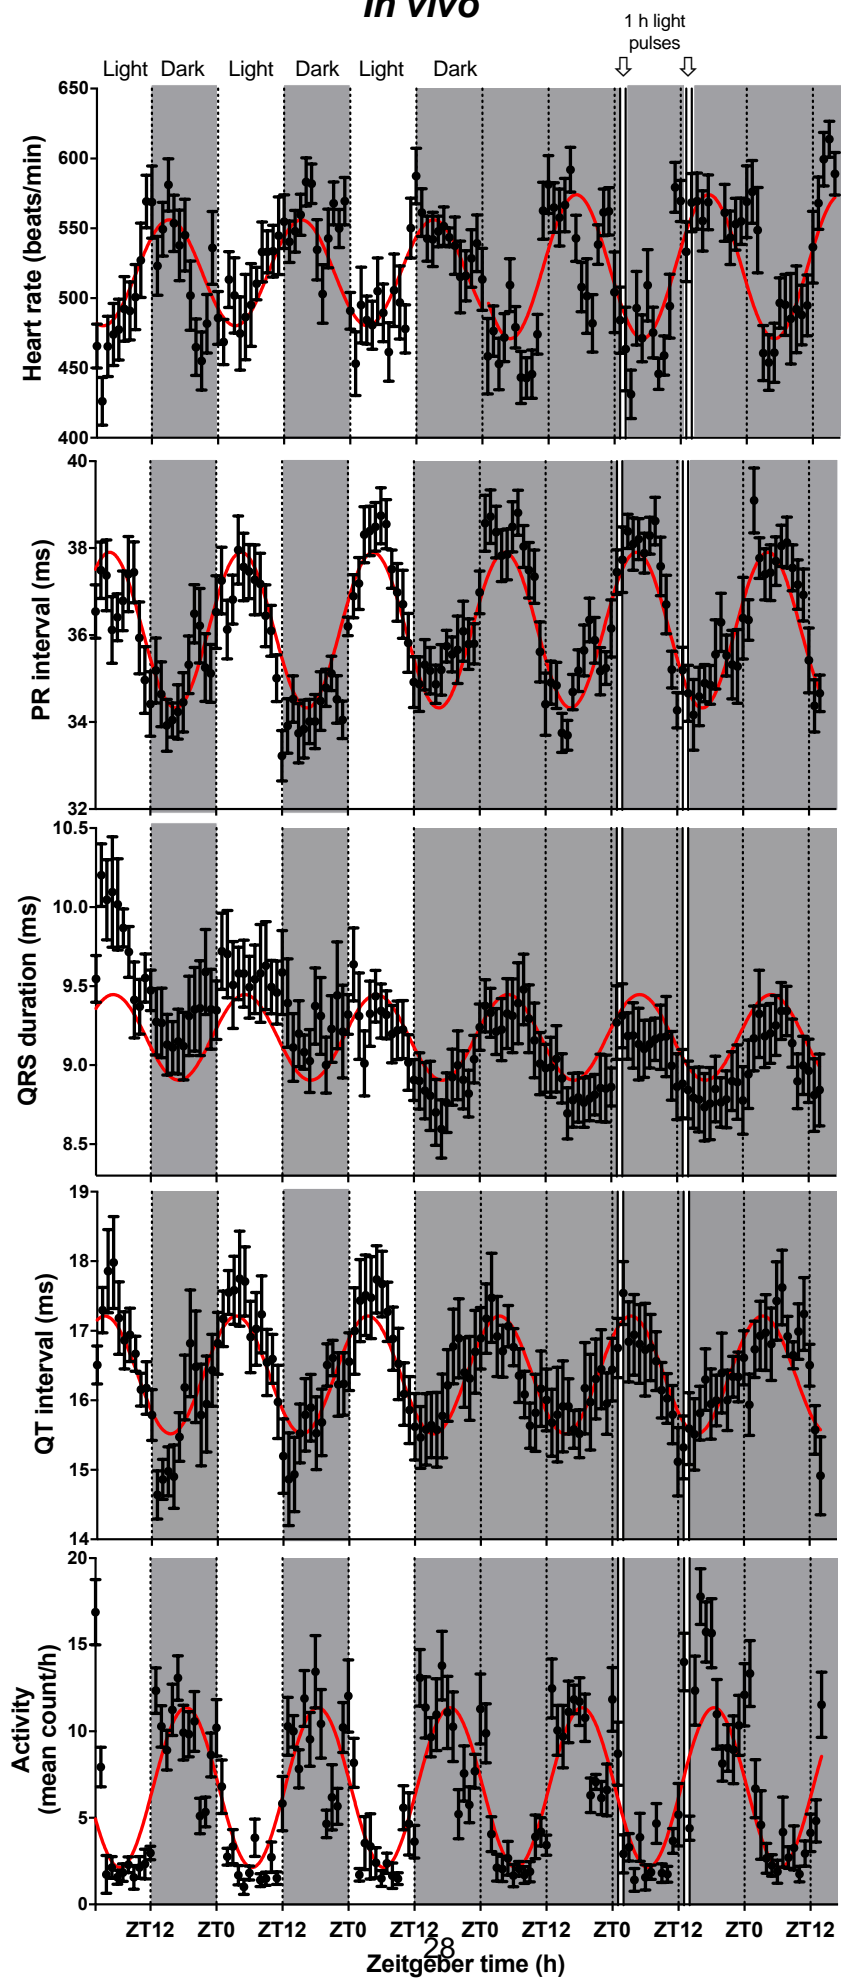 In vivo
1 h light
pulses
Light Dark Light Dark Light Dark
650
600
550
500
450
400
Heart rate (beats/min)
40
38
36
34
32
PR interval (ms)
10.5
10.0
9.5
9.0
8.5
QRS duration (ms)
19
18
17
16
15
14
QT interval (ms)
20
15
10
5
0
Activity
(mean count/h)
ZT12 ZT0 ZT12 ZT0 ZT12 ZT0 ZT12 ZT0 ZT12 ZT0 ZT12
28
Zeitgeber time (h)